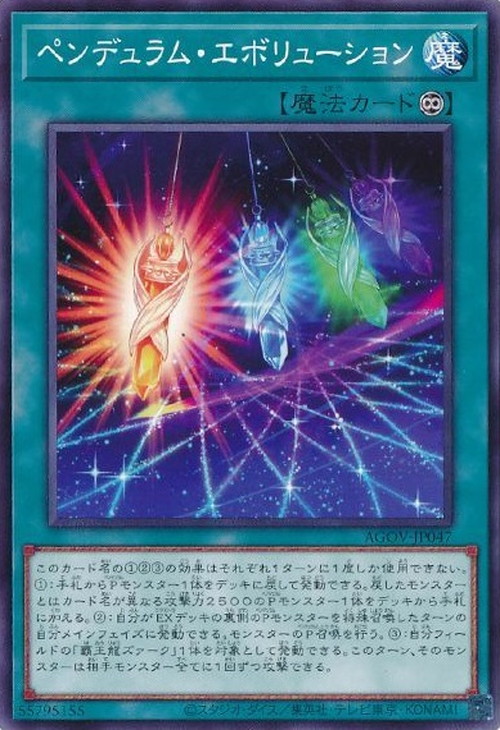 ペンデュラム・エボリューション 魔
【魔法カード】
AGOV-JP047
このカード名の①②③の効果はそれぞれ1ターンに1度しか使用できない。
①:手札からPモンスター1体をデッキに戻して発動できる。戻したモンスター
とはカード名が異なる攻撃力2500のPモンスター1体をデッキから手札
に加える。②:自分がEXデッキの裏側のPモンスターを特殊召喚したターンの
自分メインフェイズに発動できる。モンスターのP召喚を行う。③:自分フィー
ルドの「覇王龍ズァーク」1体を対象として発動できる。このターン、そのモン
スターは相手モンスター全てに1回ずつ攻撃できる。
55795155 ©スタジオ・ダイス/集英社・テレビ東京・KONAMI